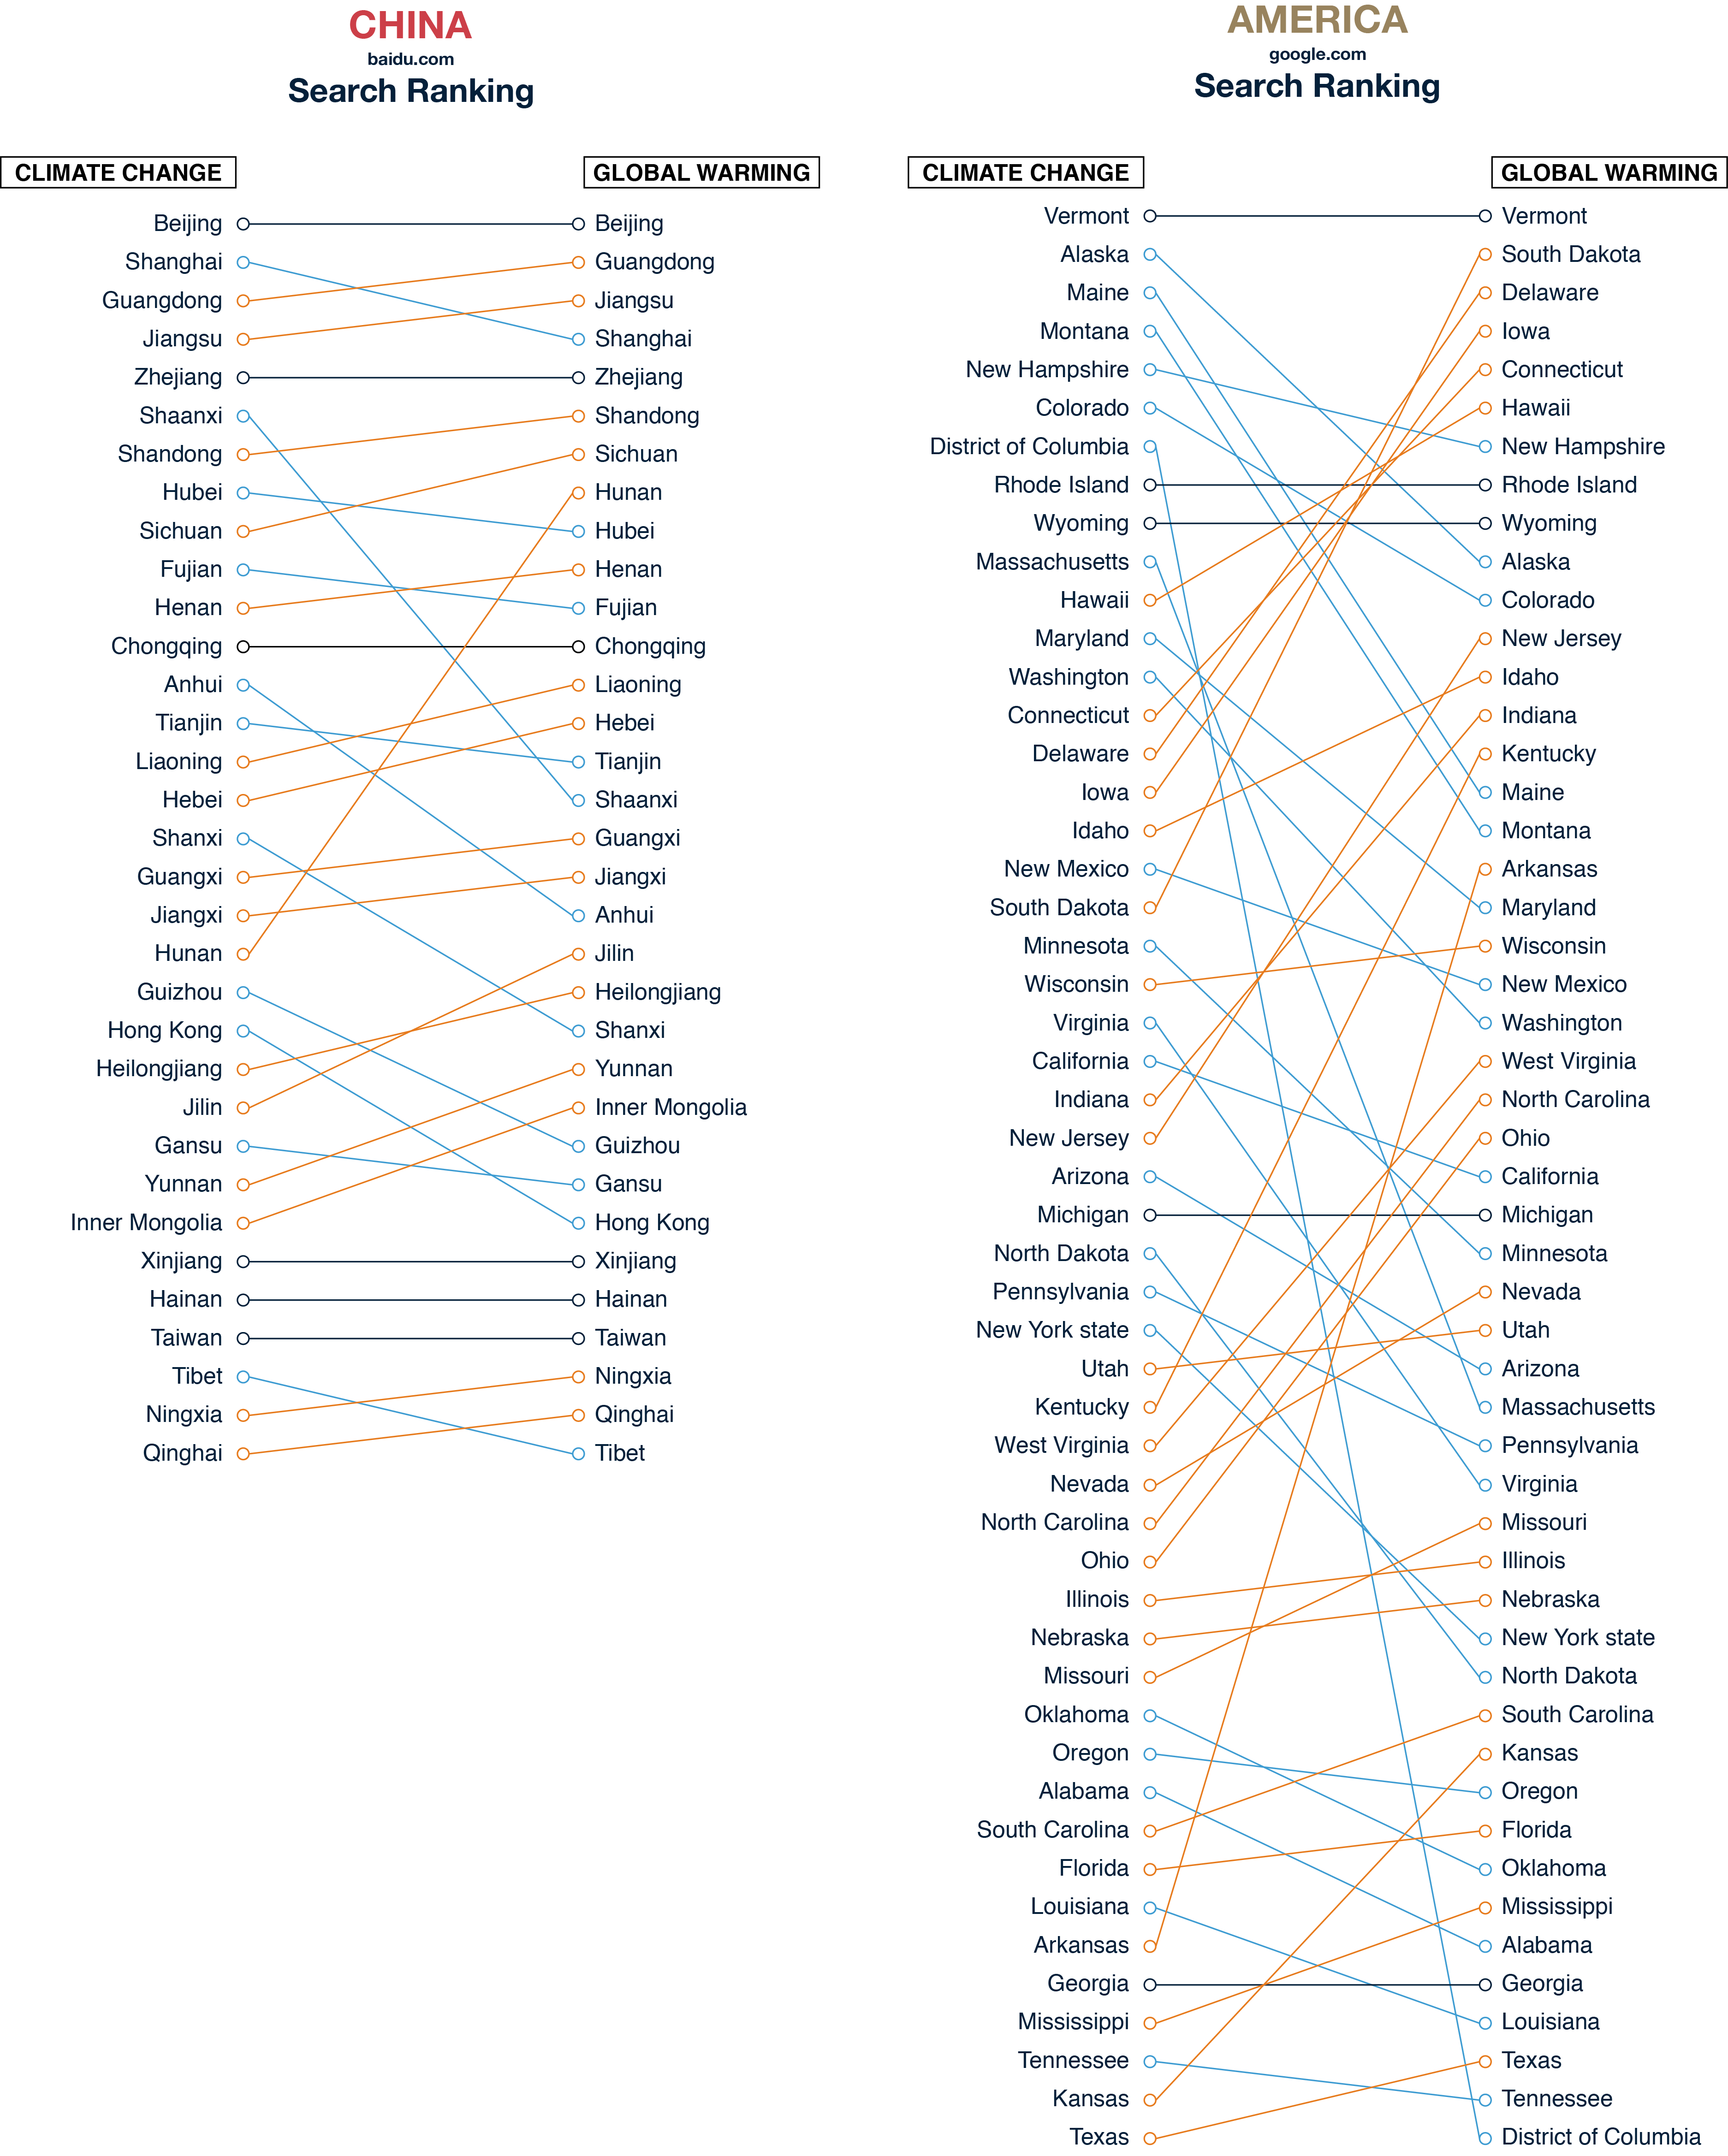 CHINA
baidu.com
Search Ranking
CLIMATE CHANGE GLOBAL WARMING
Beijing Beijing
Shanghai Guangdong
Guangdong Jiangsu
Jiangsu Shanghai
Zhejiang Zhejiang
Shaanxi Shandong
Shandong Sichuan
Hubei Hunan
Sichuan Hubei
Fujian Henan
Henan Fujian
Chongqing Chongqing
Anhui Liaoning
Tianjin Hebei
Liaoning Tianjin
Hebei Shaanxi
Shanxi Guangxi
Guangxi Jiangxi
Jiangxi Anhui
Hunan Jilin
Guizhou Heilongjiang
Hong Kong Shanxi
Heilongjiang Yunnan
Jilin Inner Mongolia
Gansu Guizhou
Yunnan Gansu
Inner Mongolia Hong Kong
Xinjiang Xinjiang
Hainan Hainan
Taiwan Taiwan
Tibet Ningxia
Ningxia Qinghai
Qinghai Tibet
AMERICA
google.com
Search Ranking
CLIMATE CHANGE GLOBAL WARMING
Vermont Vermont
Alaska South Dakota
Maine Delaware
Montana Iowa
New Hampshire Connecticut
Colorado Hawaii
District of Columbia New Hampshire
Rhode Island Rhode Island
Wyoming Wyoming
Massachusetts Alaska
Hawaii Colorado
Maryland New Jersey
Washington Idaho
Connecticut Indiana
Delaware Kentucky
Iowa Maine
Idaho Montana
New Mexico Arkansas
South Dakota Maryland
Minnesota Wisconsin
Wisconsin New Mexico
Virginia Washington
California West Virginia
Indiana North Carolina
New Jersey Ohio
Arizona California
Michigan Michigan
North Dakota Minnesota
Pennsylvania Nevada
New York state Utah
Utah Arizona
Kentucky Massachusetts
West Virginia Pennsylvania
Nevada Virginia
North Carolina Missouri
Ohio Illinois
Illinois Nebraska
Nebraska New York state
Missouri North Dakota
Oklahoma South Carolina
Oregon Kansas
Alabama Oregon
South Carolina Florida
Florida Oklahoma
Louisiana Mississippi
Arkansas Alabama
Georgia Georgia
Mississippi Louisiana
Tennessee Texas
Kansas Tennessee
Texas District of Columbia